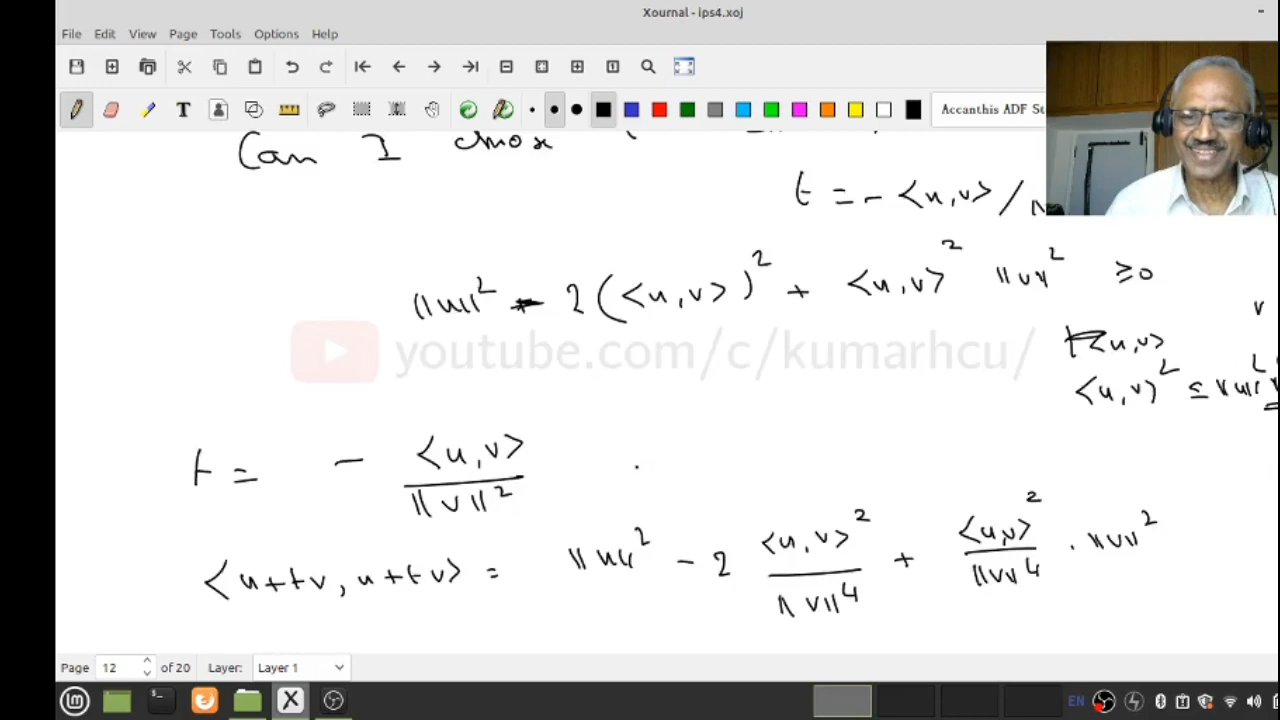 Xournal - ips4.xoj
File Edit View Page Tools Options Help
Accanthis ADF St
Can I
t = - <u,v> /
||u||² - 2 (<u,v>)² + <u,v>² ||v||² ≥0
v
<u,v>
<u,v>² ≤ ||u||²
youtube.com/c/kumarhcu/
t = - <u,v> / ||v||²
<u+tv, u+tv> = ||u||² - 2 <u,v>² / ||v||⁴ + <u,v>² / ||v||⁴ · ||v||²
Page 12 of 20 Layer: Layer 1
EN